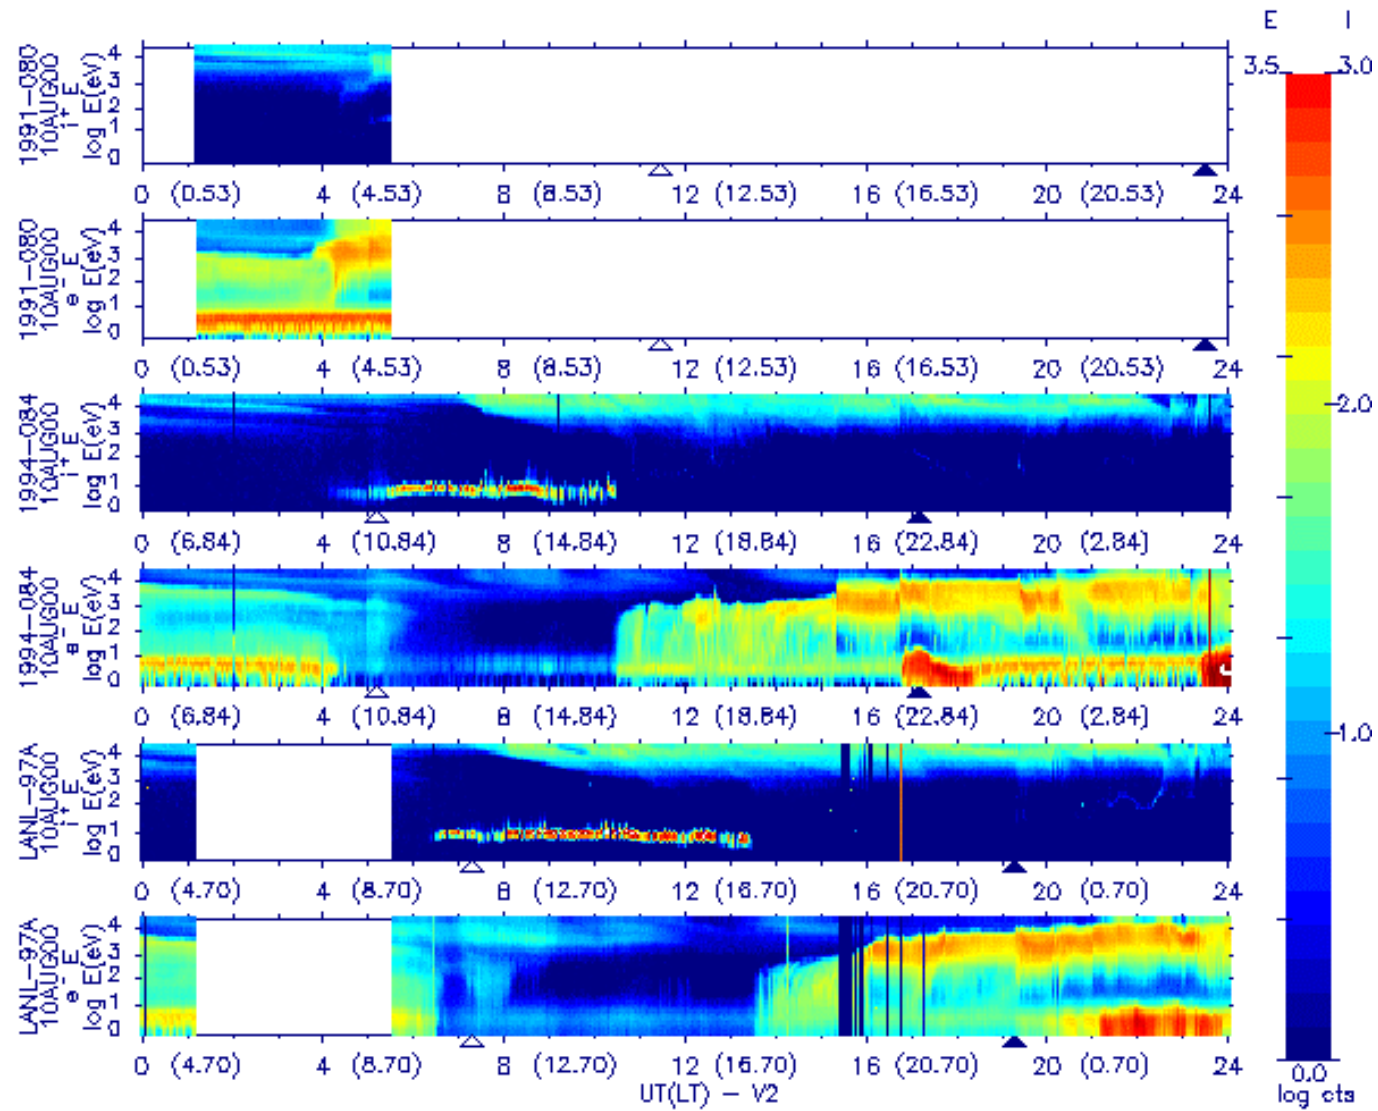 E I
3.5 3.0
2.0
1.0
0.0
log cts
1991-080
10AUG00
i+ E
log E(eV)
4
3
2
1
0
0 (0.53) 4 (4.53) 8 (8.53) 12 (12.53) 16 (16.53) 20 (20.53) 24
1991-080
10AUG00
e- E
log E(eV)
4
3
2
1
0
0 (0.53) 4 (4.53) 8 (8.53) 12 (12.53) 16 (16.53) 20 (20.53) 24
1994-084
10AUG00
i+ E
log E(eV)
4
3
2
1
0
0 (6.84) 4 (10.84) 8 (14.84) 12 (18.84) 16 (22.84) 20 (2.84) 24
1994-084
10AUG00
e- E
log E(eV)
4
3
2
1
0
0 (6.84) 4 (10.84) 8 (14.84) 12 (18.84) 16 (22.84) 20 (2.84) 24
LANL-97A
10AUG00
i+ E
log E(eV)
4
3
2
1
0
0 (4.70) 4 (8.70) 8 (12.70) 12 (16.70) 16 (20.70) 20 (0.70) 24
LANL-97A
10AUG00
e- E
log E(eV)
4
3
2
1
0
0 (4.70) 4 (8.70) 8 (12.70) 12 (16.70) 16 (20.70) 20 (0.70) 24
UT(LT) - V2